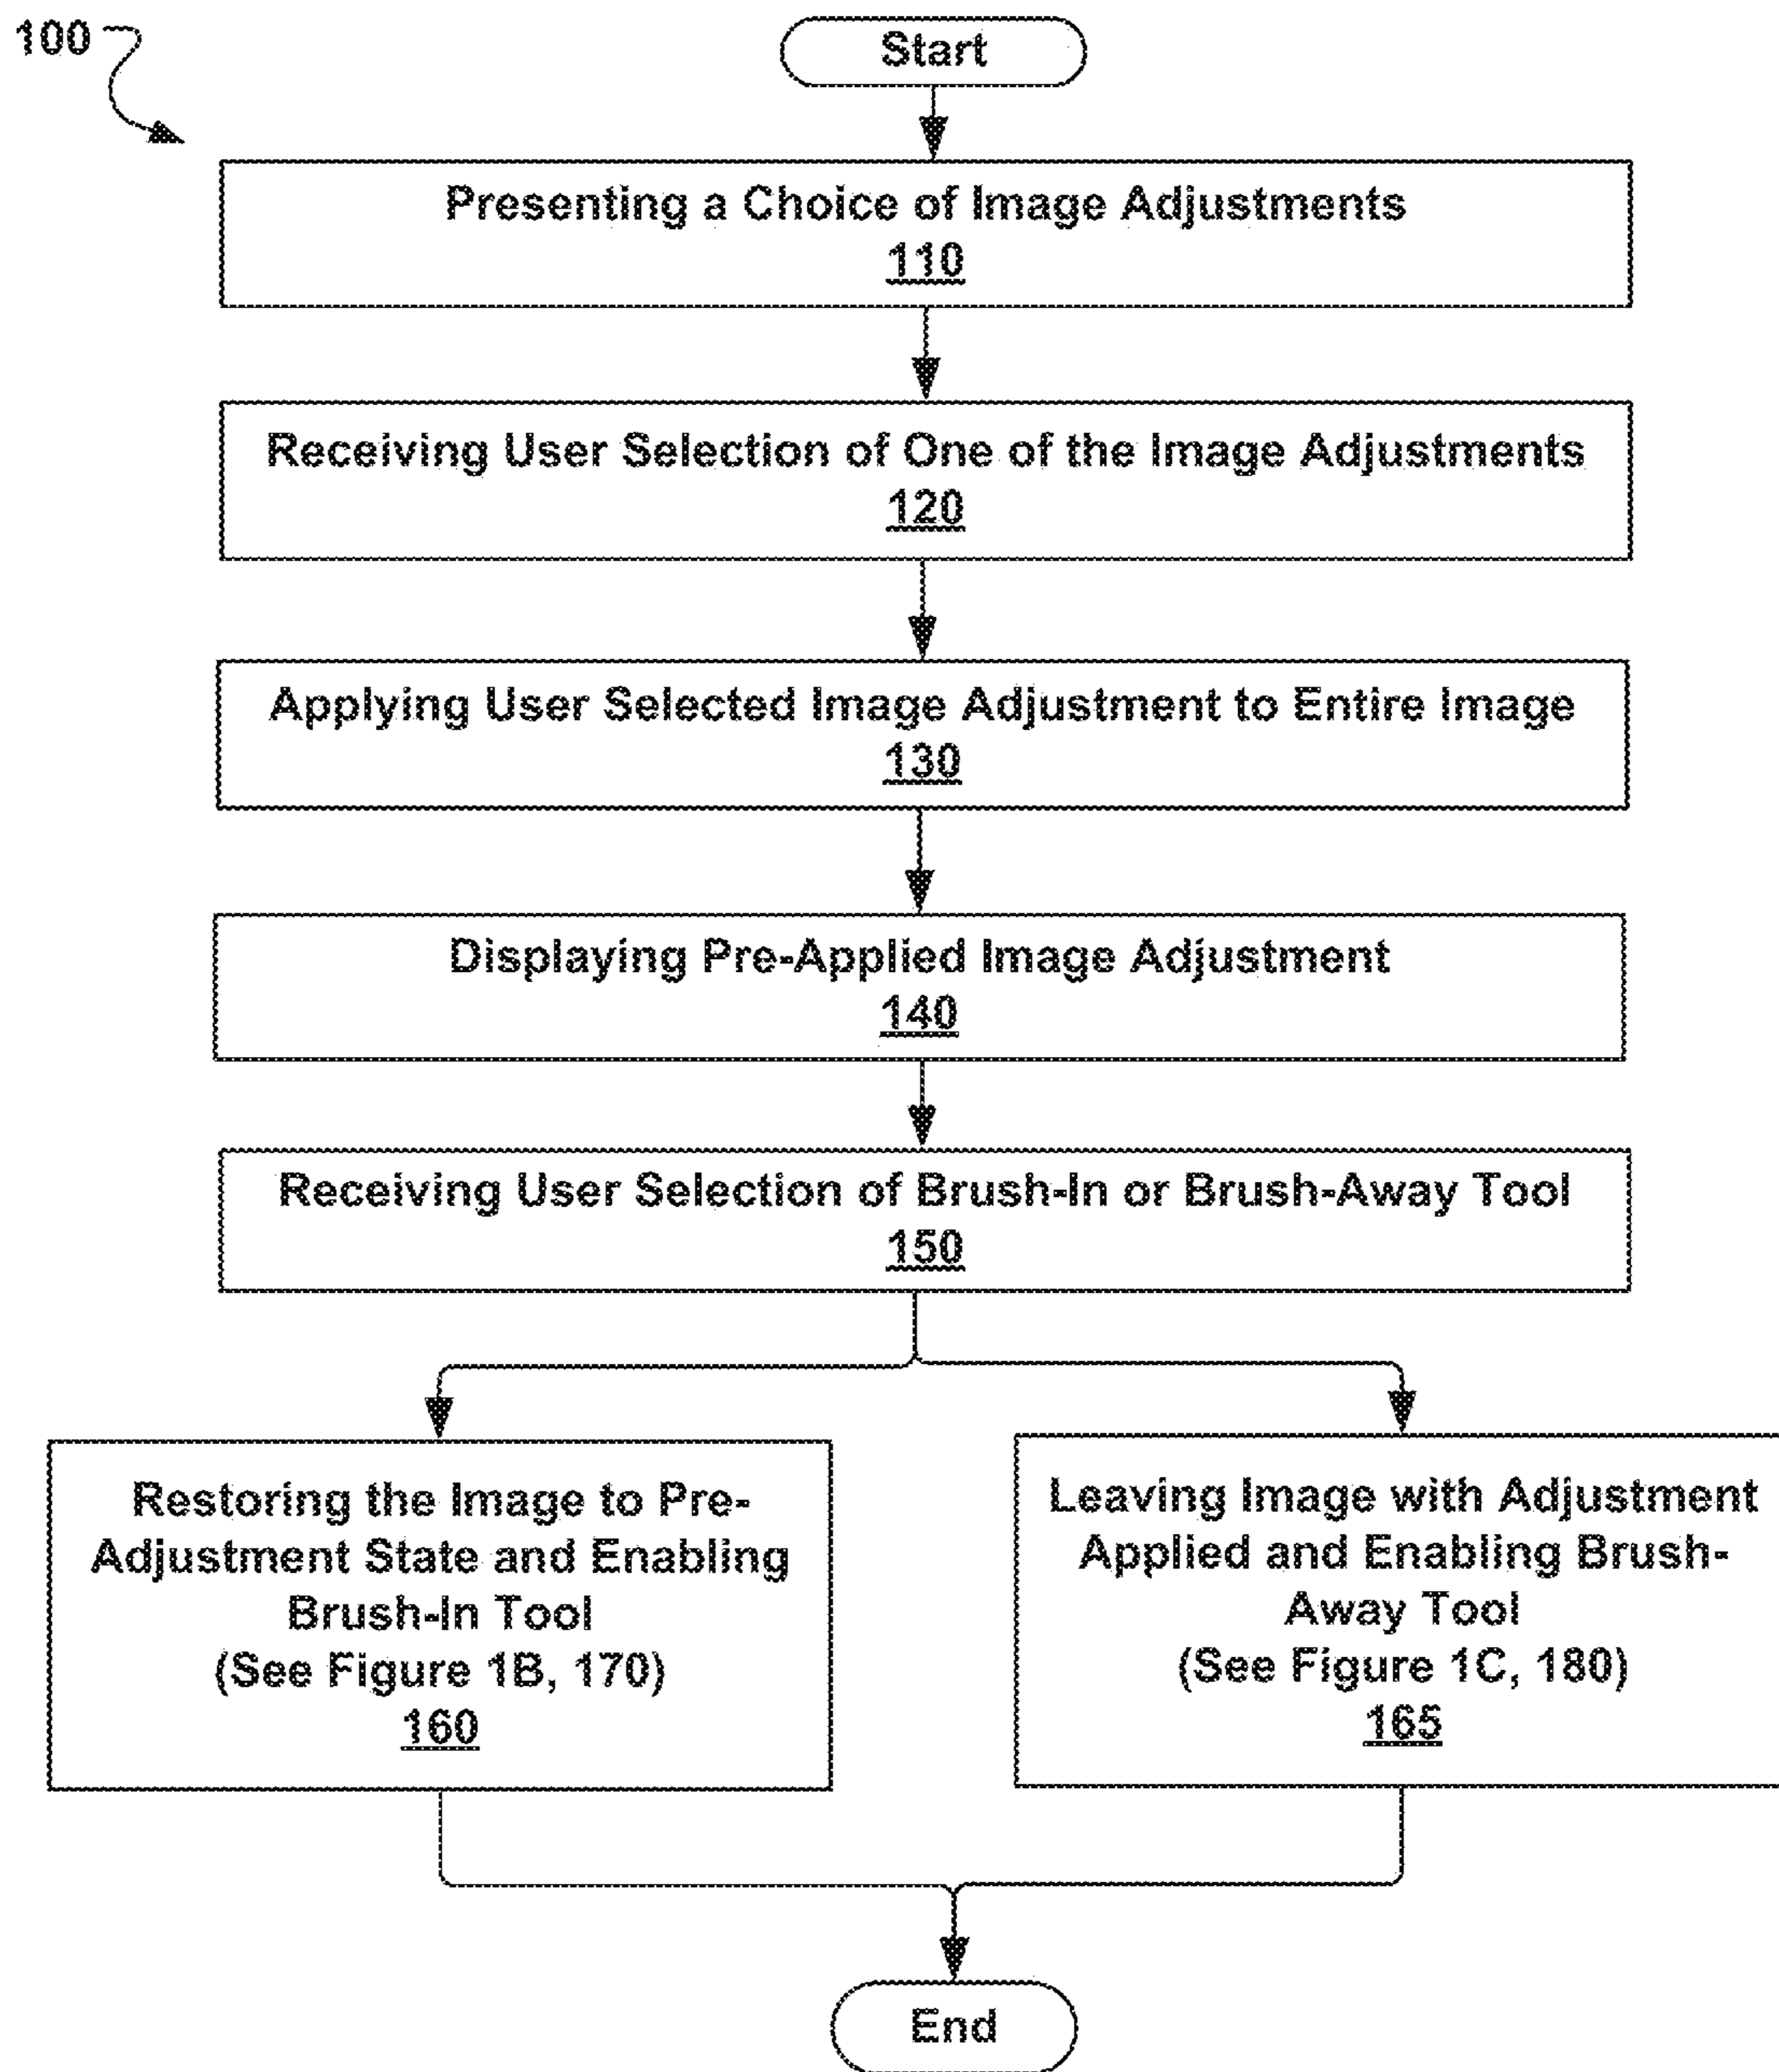 100
Start
Presenting a Choice of Image Adjustments
110
Receiving User Selection of One of the Image Adjustments
120
Applying User Selected Image Adjustment to Entire Image
130
Displaying Pre-Applied Image Adjustment
140
Receiving User Selection of Brush-In or Brush-Away Tool
150
Restoring the Image to Pre-
Adjustment State and Enabling
Brush-In Tool
(See Figure 1B, 170)
160
Leaving Image with Adjustment
Applied and Enabling Brush-
Away Tool
(See Figure 1C, 180)
165
End